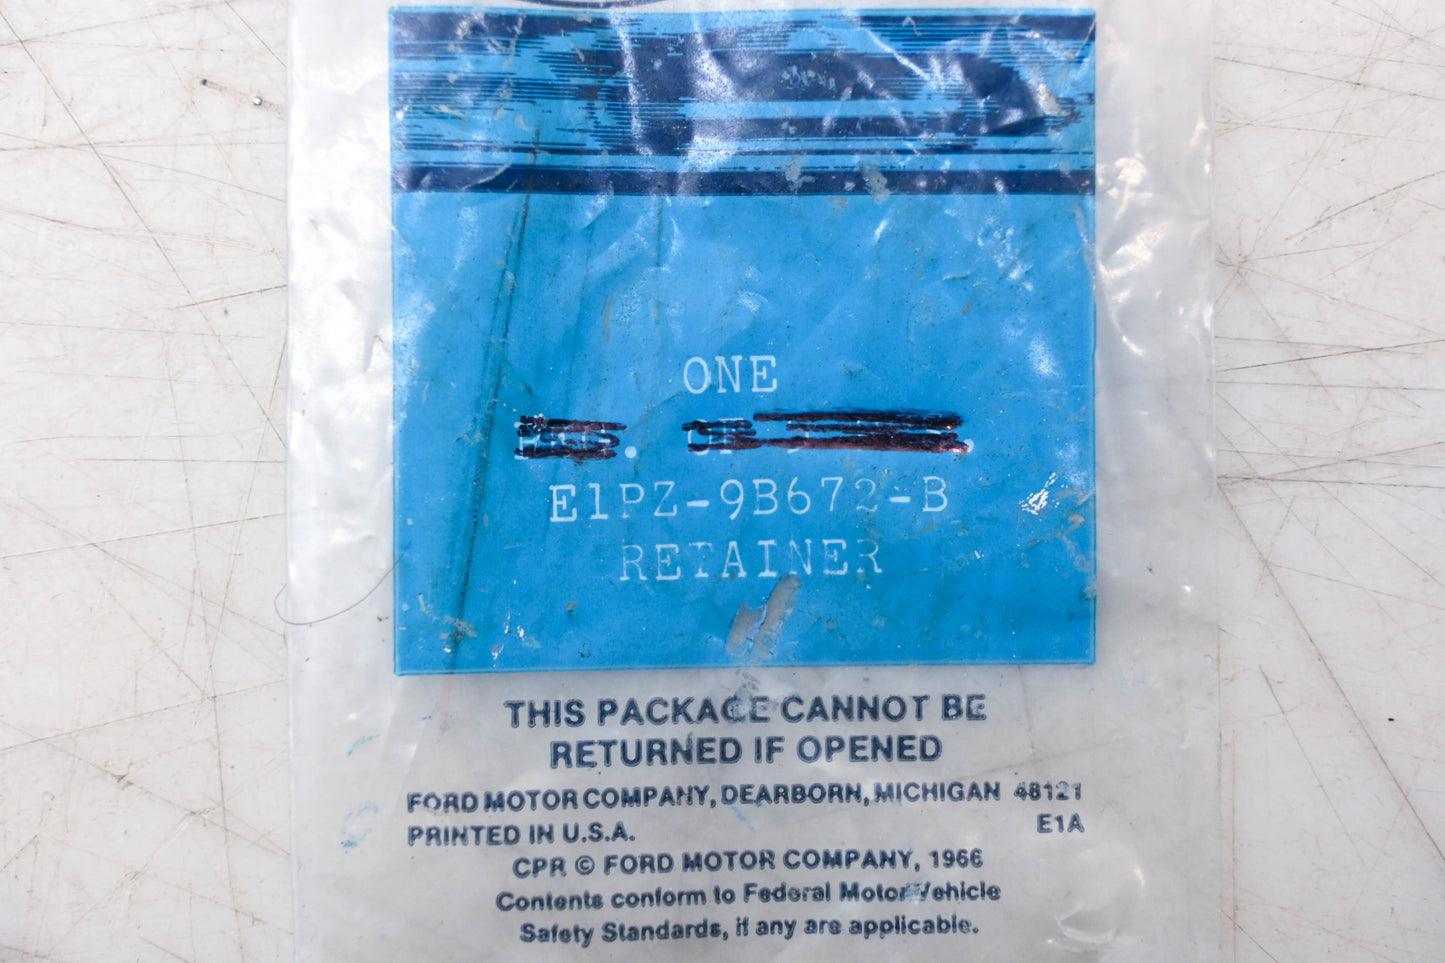 ONE
E1PZ-9B672-B
RETAINER
THIS PACKAGE CANNOT BE
RETURNED IF OPENED
FORD MOTOR COMPANY, DEARBORN, MICHIGAN 48121
PRINTED IN U.S.A. E1A
CPR © FORD MOTOR COMPANY, 1966
Contents conform to Federal Motor Vehicle
Safety Standards, if any are applicable.